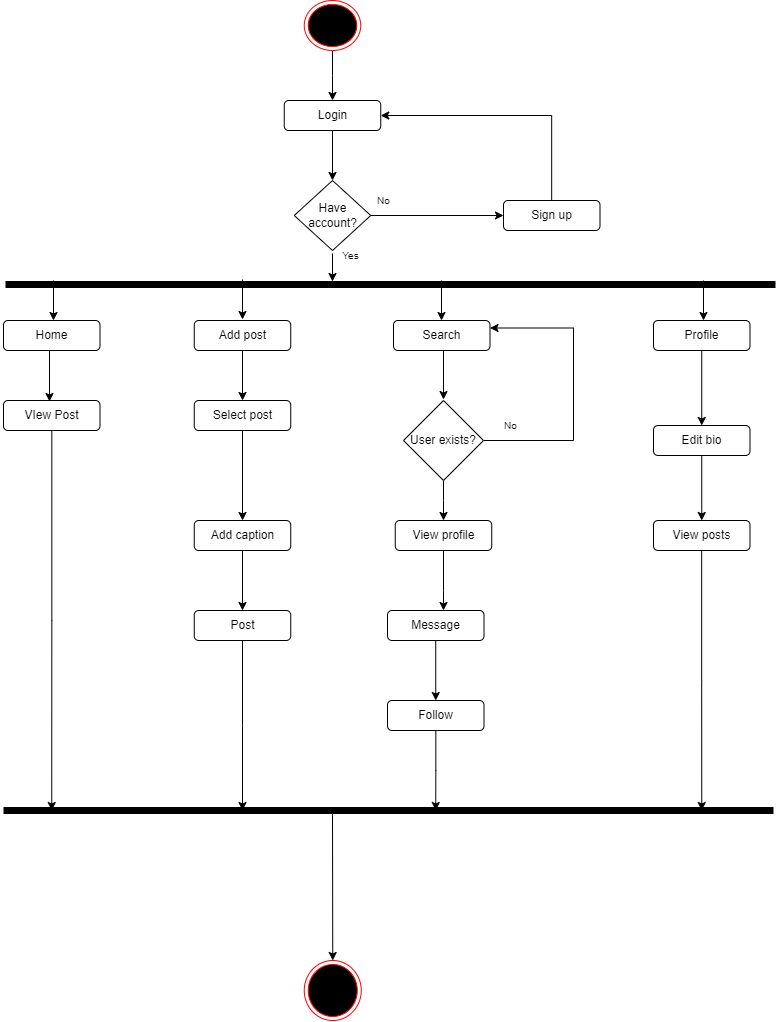 Login
Have
account?
No
Sign up
Yes
Home
Add post
Search
Profile
VIew Post
Select post
User exists?
No
Edit bio
Add caption
View profile
View posts
Post
Message
Follow